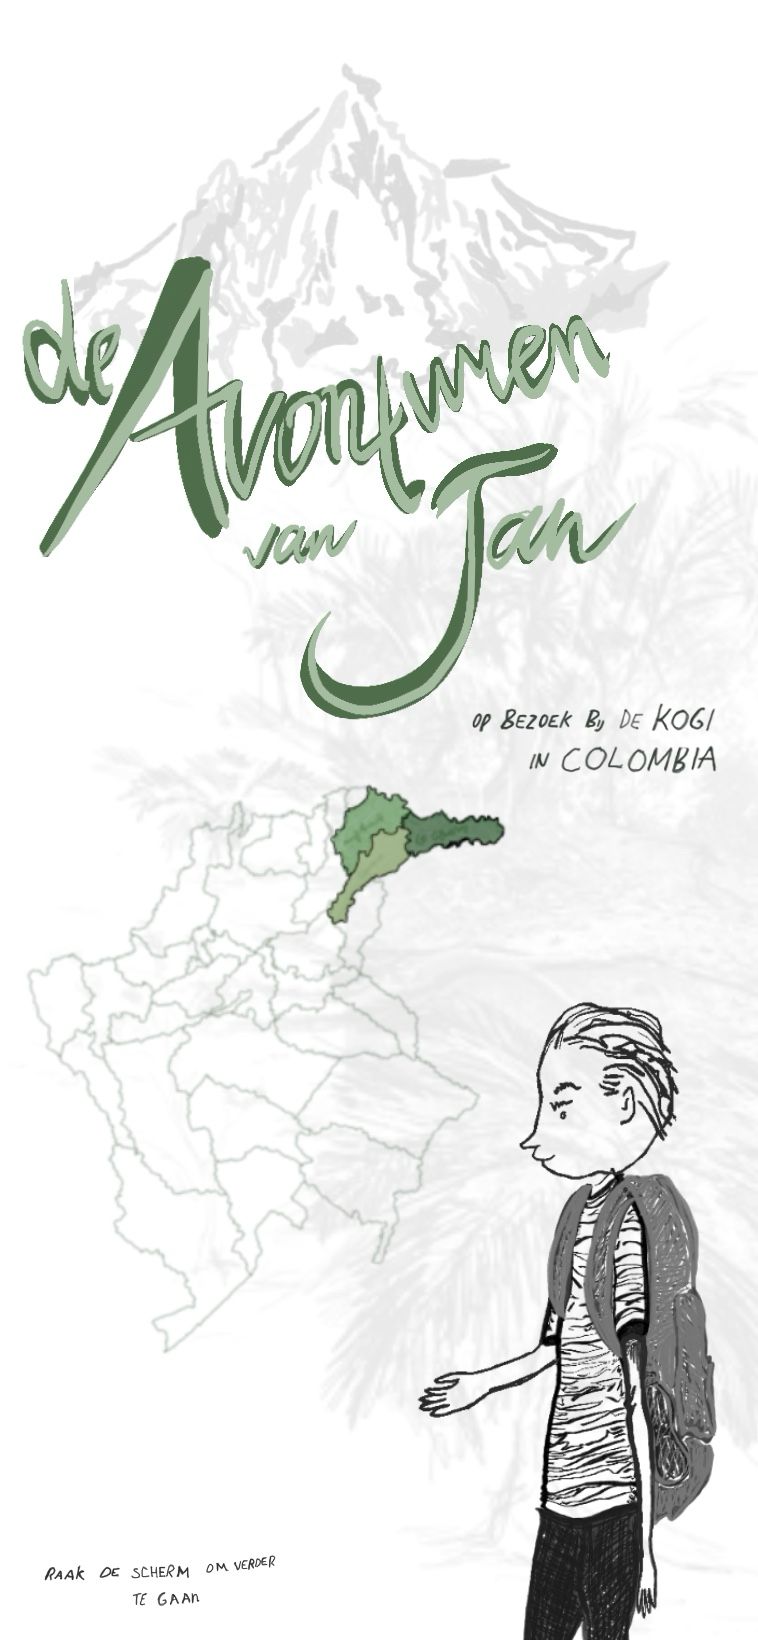 de Avonturen
van Jan
op BEZOEK Bij DE KOGI
in COLOMBIA
RAAK DE SCHERM OM VERDER
TE GAAN